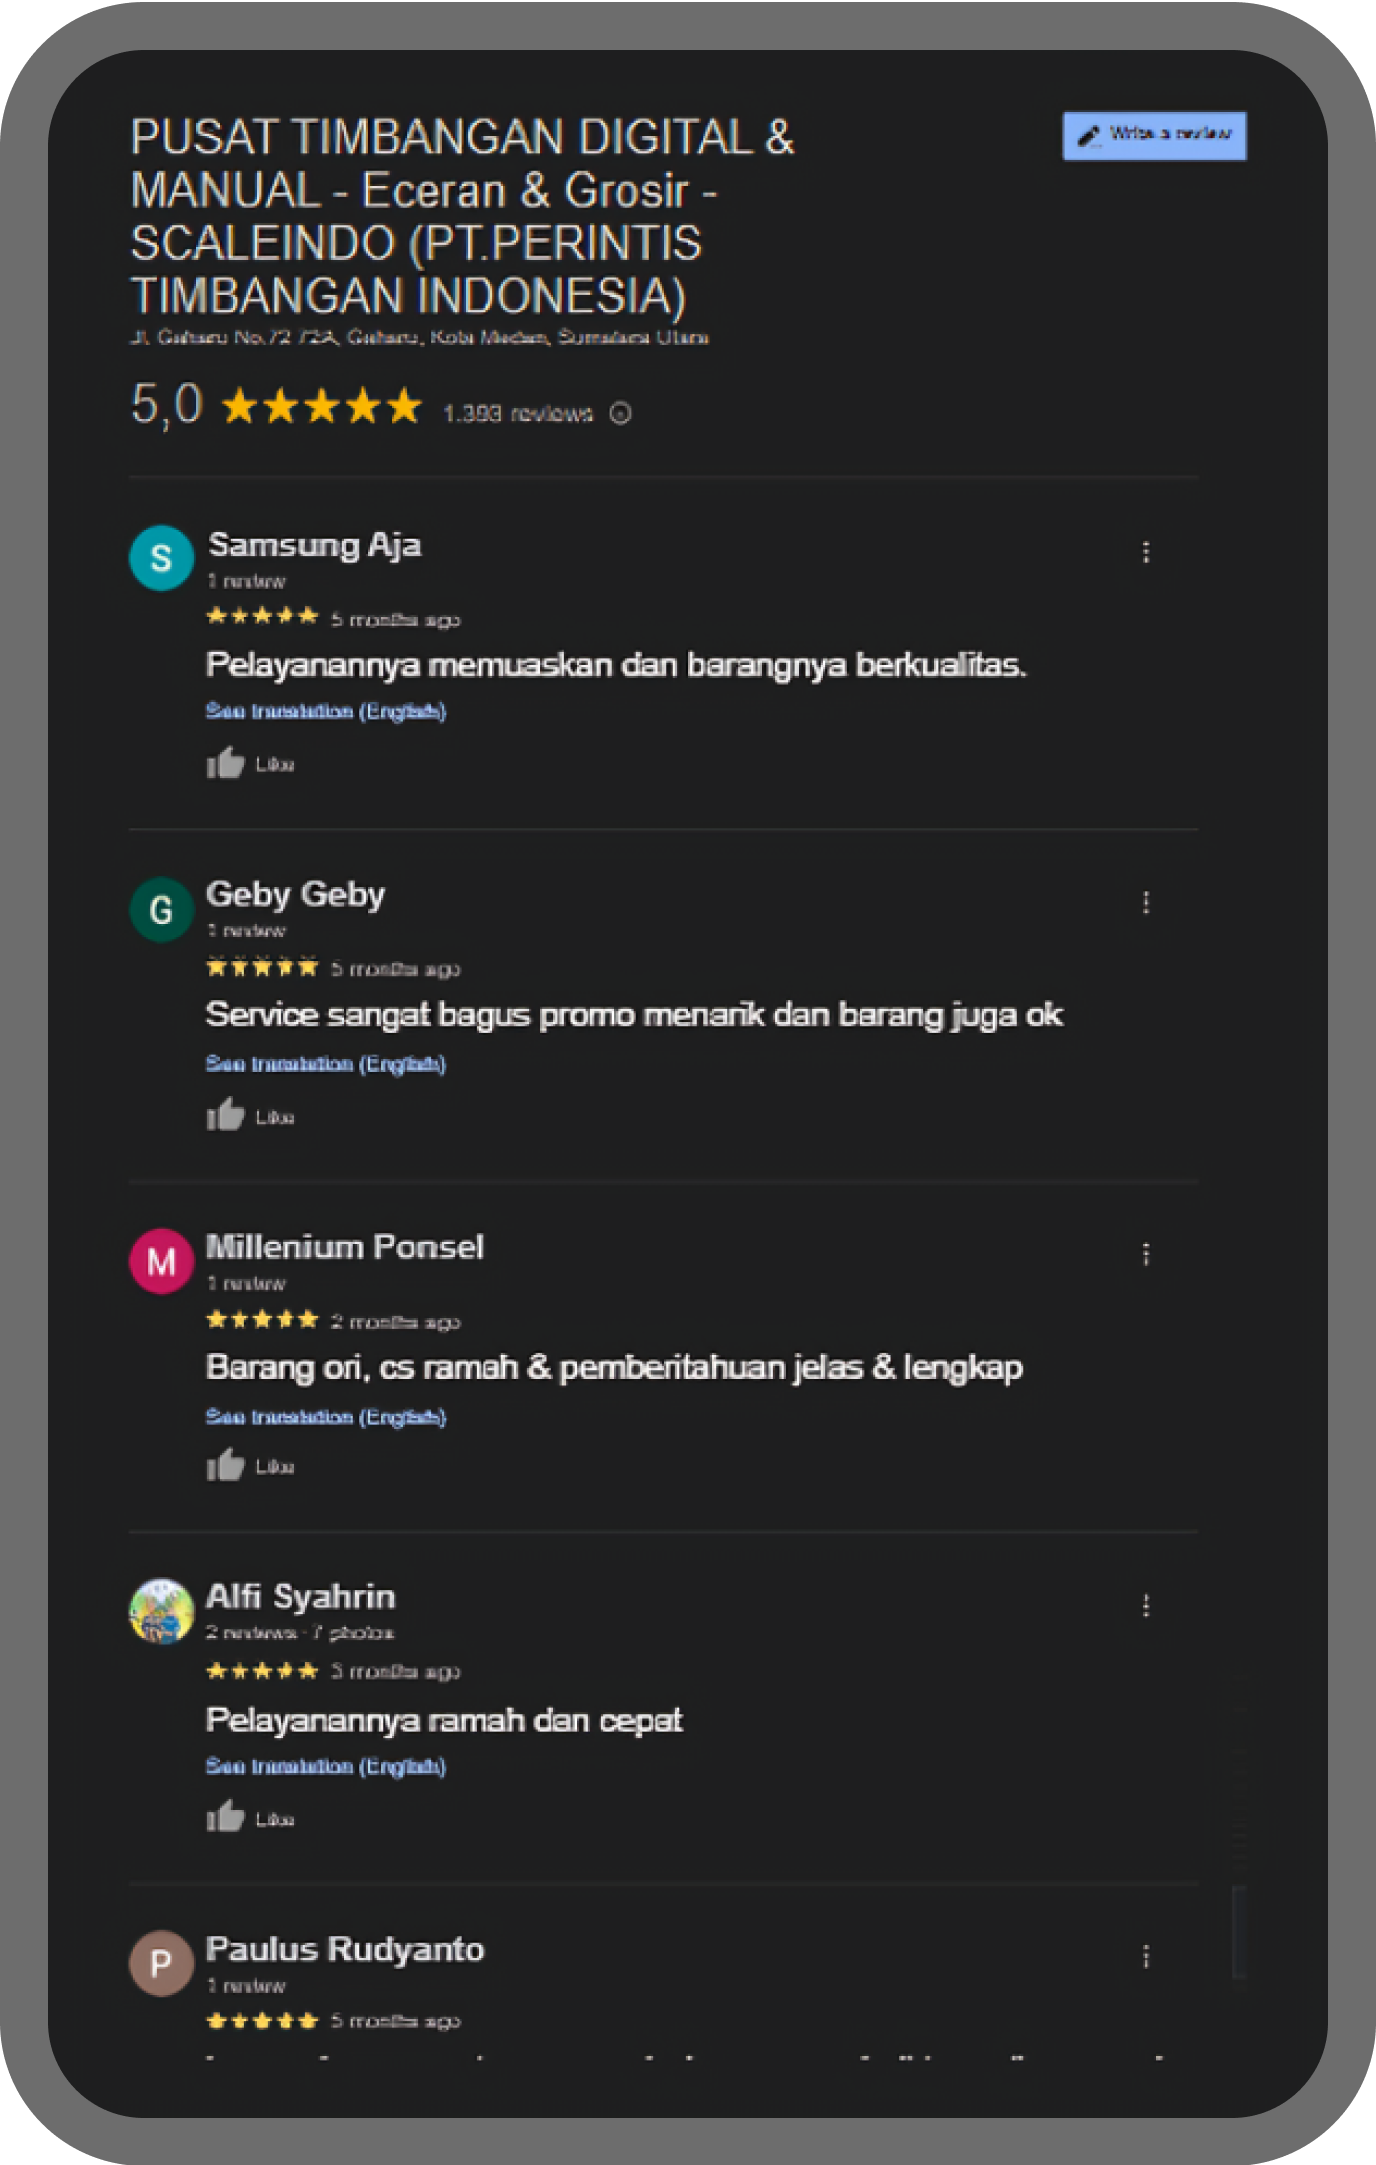 PUSAT TIMBANGAN DIGITAL &
MANUAL - Eceran & Grosir -
SCALEINDO (PT.PERINTIS
TIMBANGAN INDONESIA)
Write a review
Jl. Gaharu No.72 72A, Gaharu, Kota Medan, Sumatera Utara
5,0 1.393 reviews
S
Samsung Aja
1 review
5 months ago
Pelayanannya memuaskan dan barangnya berkualitas.
See translation (English)
Like
G
Geby Geby
1 review
5 months ago
Service sangat bagus promo menarik dan barang juga ok
See translation (English)
Like
M
Millenium Ponsel
1 review
2 months ago
Barang ori, cs ramah & pemberitahuan jelas & lengkap
See translation (English)
Like
Alfi Syahrin
2 reviews · 7 photos
months ago
Pelayanannya ramah dan cepat
See translation (English)
Like
P
Paulus Rudyanto
1 review
5 months ago